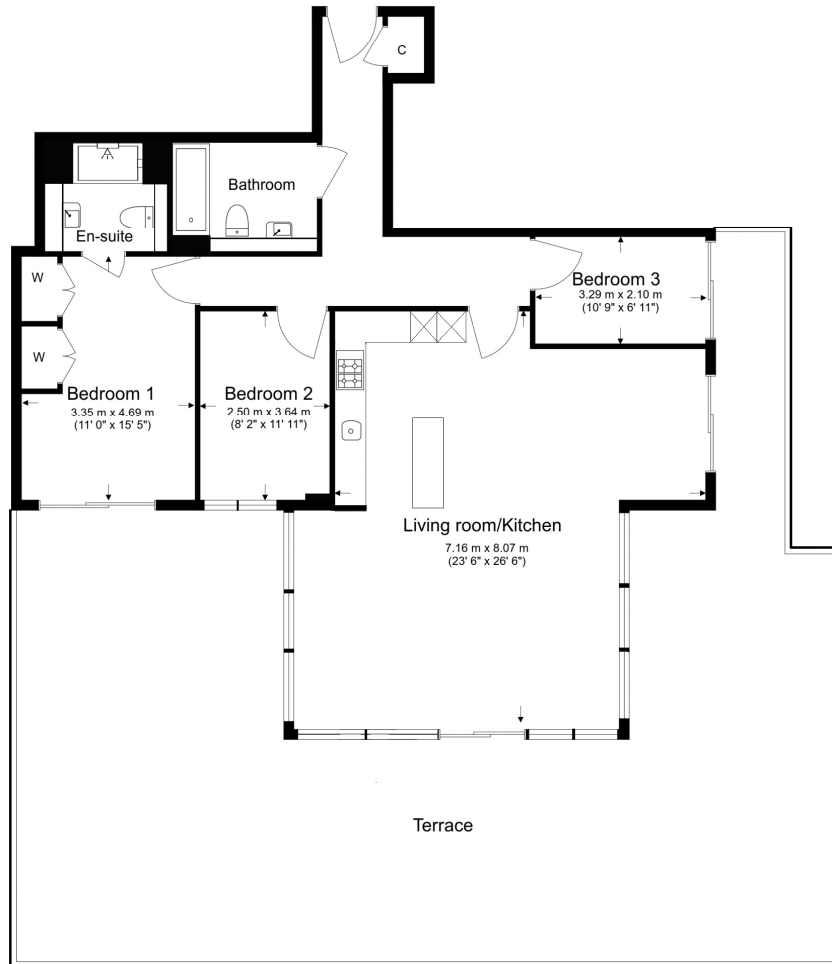 C
Bathroom
En-suite
W
W
Bedroom 3
3.29 m x 2.10 m
(10' 9" x 6' 11")
Bedroom 1
3.35 m x 4.69 m
(11' 0" x 15' 5")
Bedroom 2
2.50 m x 3.64 m
(8' 2" x 11' 11")
Living room/Kitchen
7.16 m x 8.07 m
(23' 6" x 26' 6")
Terrace